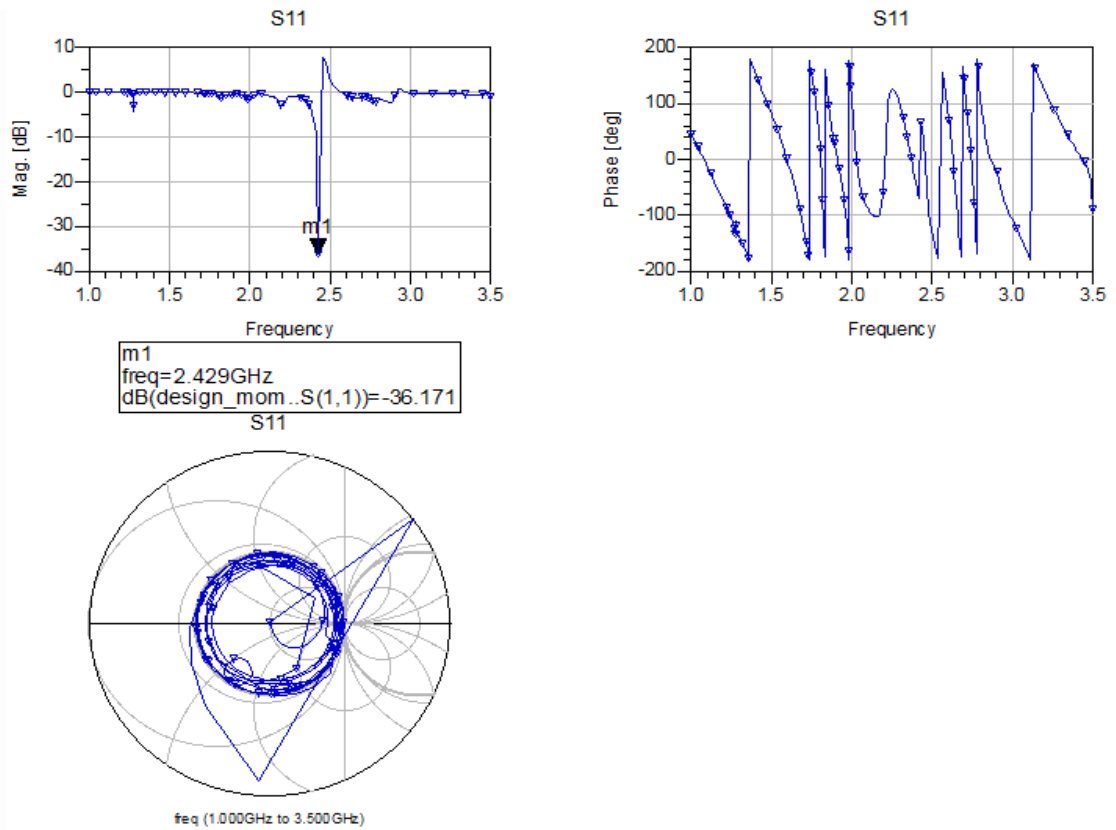 S11
10
0
-10
-20
-30
-40
Mag. [dB]
m1
1.0 1.5 2.0 2.5 3.0 3.5
Frequency
S11
200
100
0
-100
-200
Phase [deg]
1.0 1.5 2.0 2.5 3.0 3.5
Frequency
m1
freq=2.429GHz
dB(design_mom..S(1,1))=-36.171
S11
freq (1.000GHz to 3.500GHz)